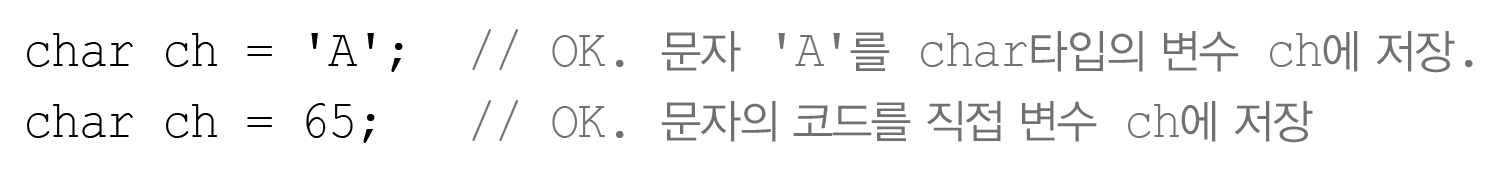 char ch = 'A';  // OK. 문자 'A'를 char타입의 변수 ch에 저장.
char ch = 65;   // OK. 문자의 코드를 직접 변수 ch에 저장